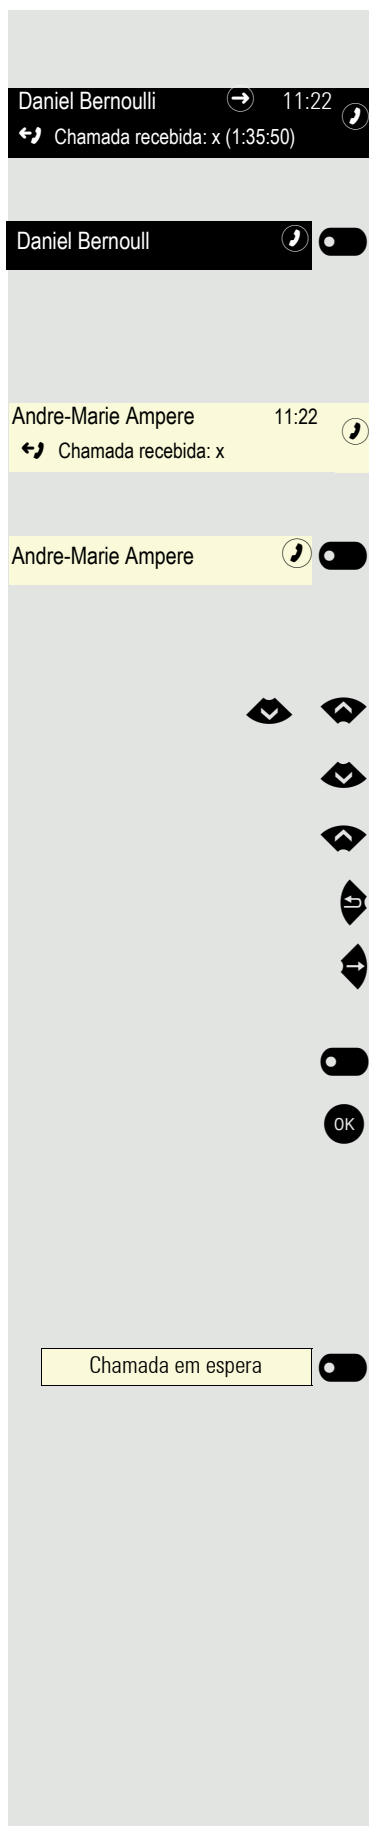 Daniel Bernoulli 11:22
Chamada recebida: x (1:35:50)
Daniel Bernoull
Andre-Marie Ampere 11:22
Chamada recebida: x
Andre-Marie Ampere
OK
Chamada em espera